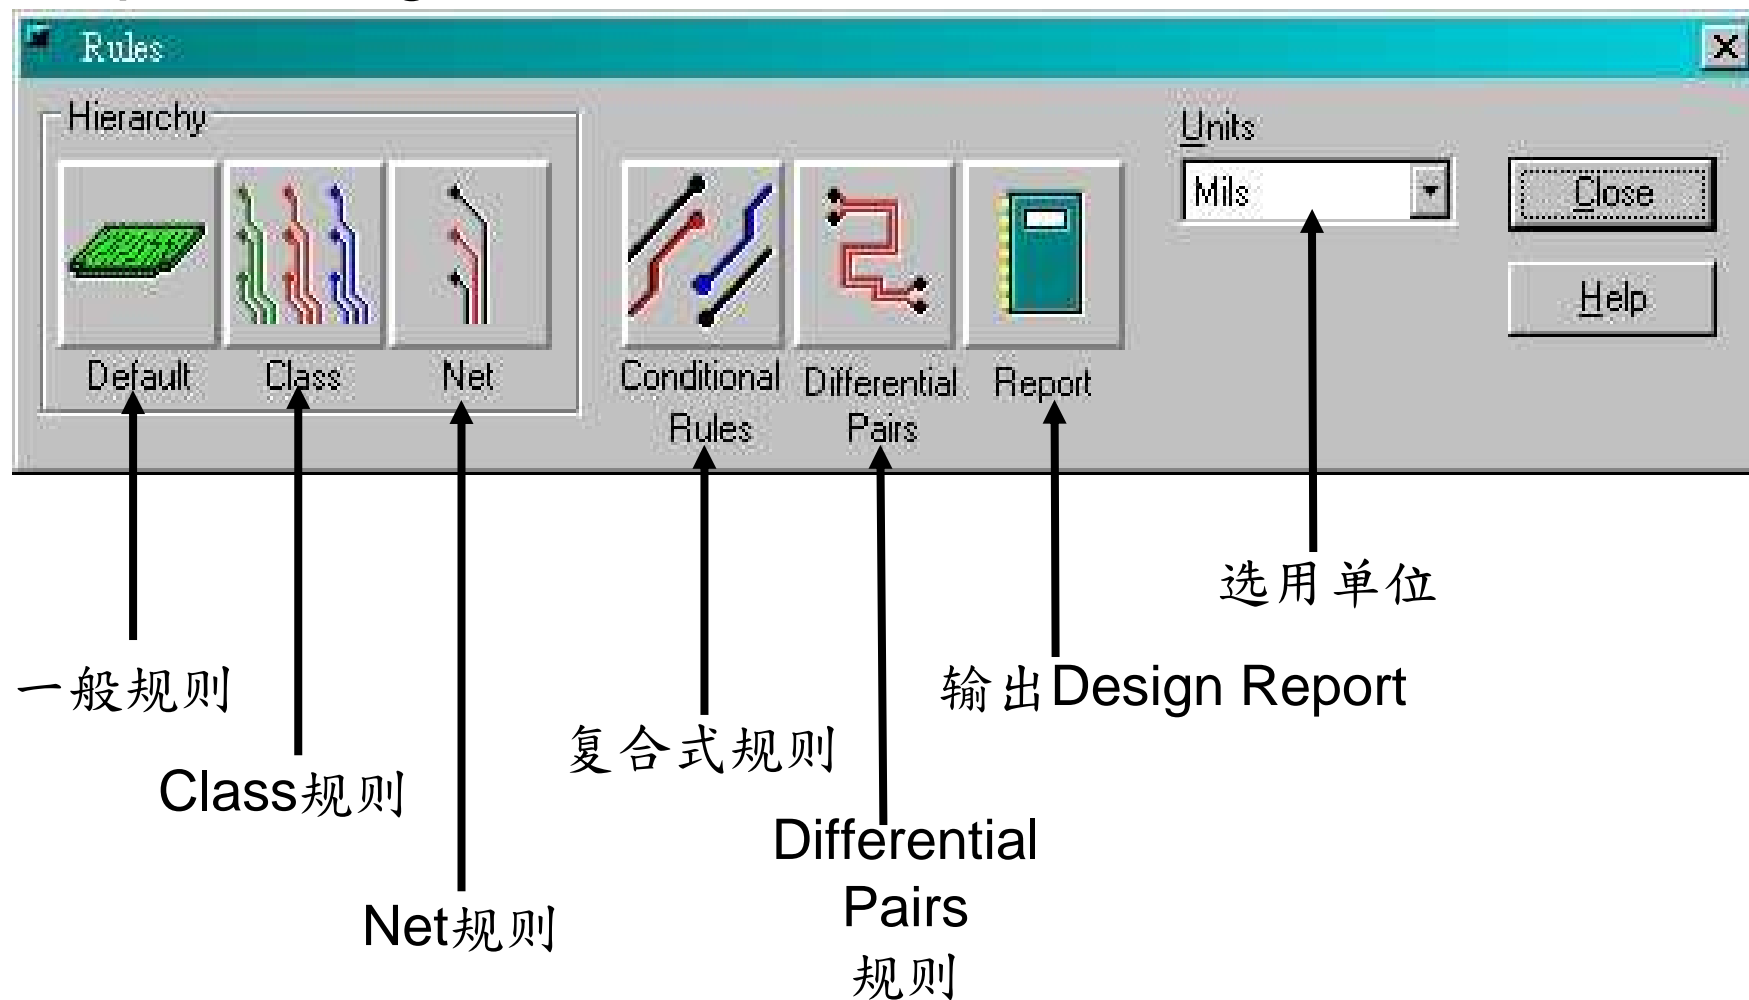 Rules
Hierarchy
Units
Mils
Close
Help
Default
Class
Net
Conditional
Rules
Differential
Pairs
Report
选用单位
一般规则
输出Design Report
复合式规则
Class规则
Differential
Pairs
规则
Net规则